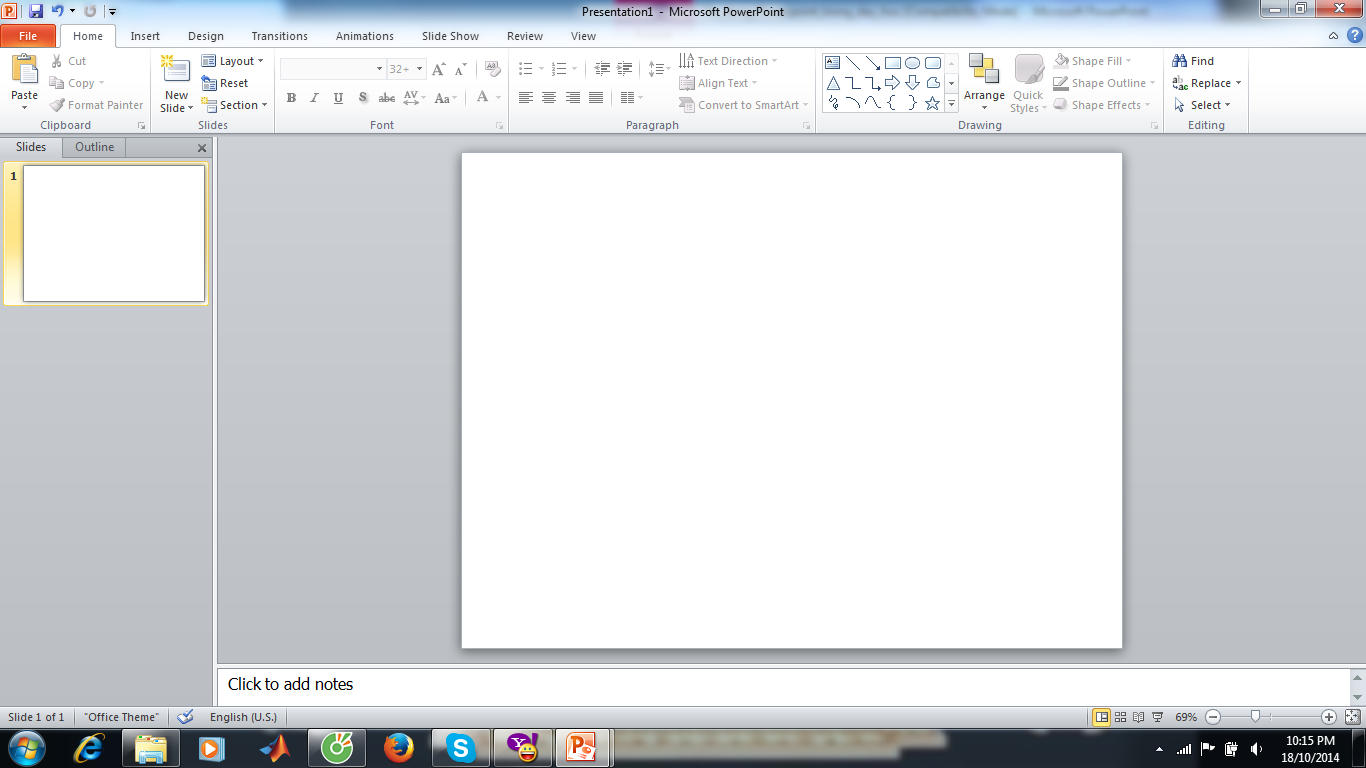 Presentation1 - Microsoft PowerPoint
File Home Insert Design Transitions Animations Slide Show Review View
Paste Cut Copy Format Painter
Clipboard
New Slide Layout Reset Section
Slides
32+
B I U S abc AV Aa A
Font
Text Direction
Align Text
Convert to SmartArt
Paragraph
Arrange
Quick Styles
Shape Fill
Shape Outline
Shape Effects
Drawing
Find
Replace
Select
Editing
Slides Outline
1
Click to add notes
Slide 1 of 1 "Office Theme" English (U.S.) 69%
10:15 PM
18/10/2014